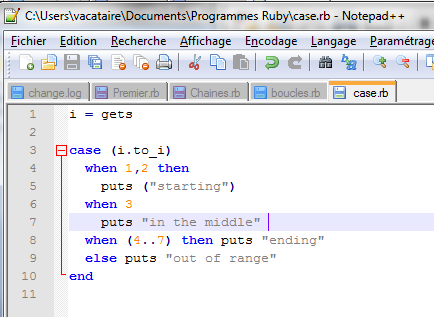 C:\Users\vacataire\Documents\Programmes Ruby\case.rb - Notepad++
Fichier Edition Recherche Affichage Encodage Langage Paramétrage
change.log Premier.rb Chaines.rb boucles.rb case.rb
1 i = gets
2
3 case (i.to_i)
4 when 1,2 then
5 puts ("starting")
6 when 3
7 puts "in the middle"
8 when (4..7) then puts "ending"
9 else puts "out of range"
10 end
11